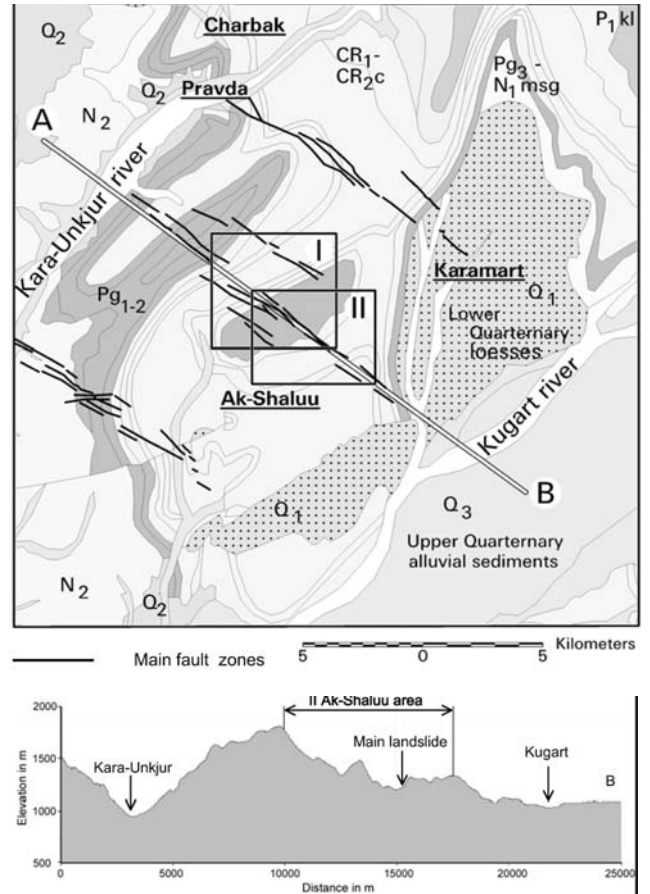 Q2
Charbak
P1 kl
CR1-
CR2c
Pg3 -
N1 msg
Q2
Pravda
A
N2
Kara-Unkjur river
I
Karamart
Q1
Pg1-2
II
Lower
Quarternary
loesses
Ak-Shaluu
Kugart river
B
Q1
Q3
Upper Quarternary
alluvial sediments
N2
Q2
Main fault zones
5 0 5 Kilometers
2000
II Ak-Shaluu area
Main landslide
1500
Kara-Unkjur
Kugart
B
Elevation in m
1000
500
0 5000 10000 15000 20000 25000
Distance in m